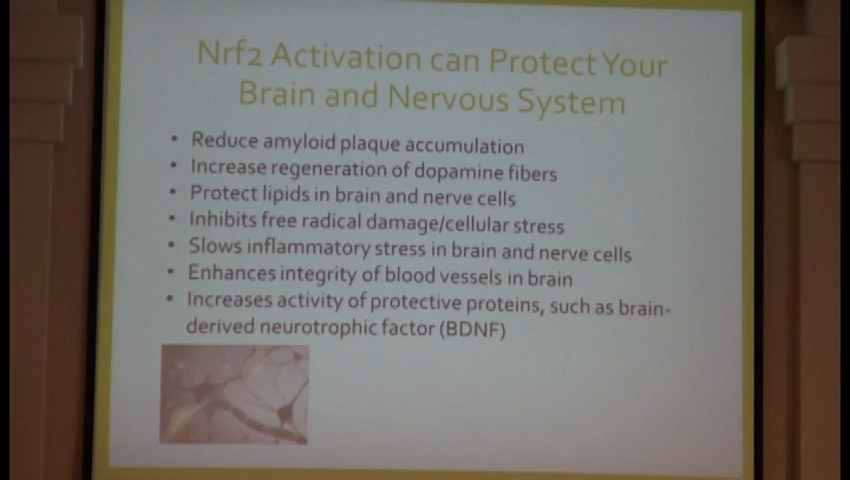 Nrf2 Activation can Protect Your
Brain and Nervous System
• Reduce amyloid plaque accumulation
• Increase regeneration of dopamine fibers
• Protect lipids in brain and nerve cells
• Inhibits free radical damage/cellular stress
• Slows inflammatory stress in brain and nerve cells
• Enhances integrity of blood vessels in brain
• Increases activity of protective proteins, such as brain-
derived neurotrophic factor (BDNF)